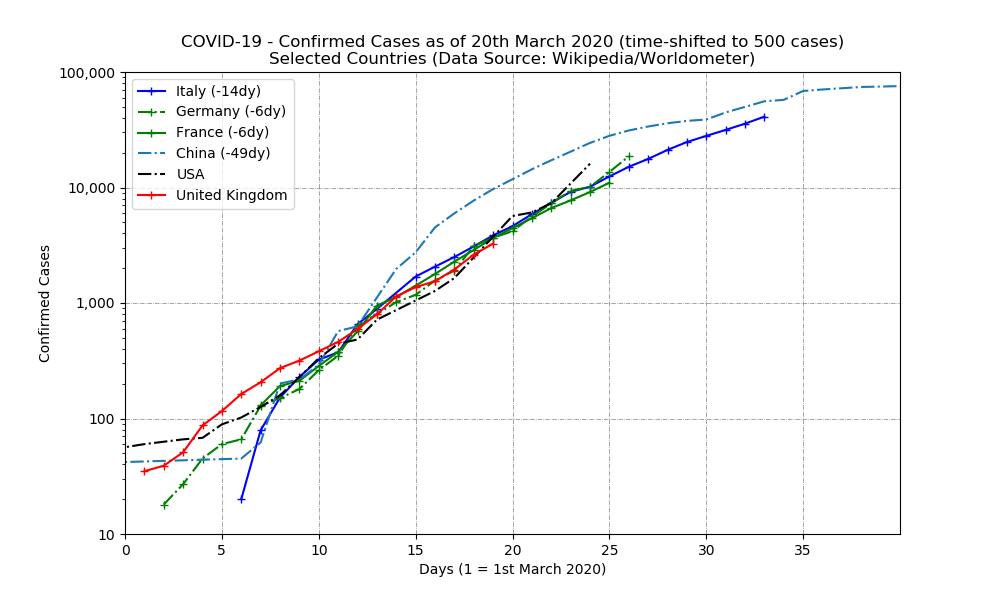 COVID-19 - Confirmed Cases as of 20th March 2020 (time-shifted to 500 cases)
Selected Countries (Data Source: Wikipedia/Worldometer)
100,000
10,000
1,000
100
10
Confirmed Cases
Italy (-14dy)
Germany (-6dy)
France (-6dy)
China (-49dy)
USA
United Kingdom
0 5 10 15 20 25 30 35
Days (1 = 1st March 2020)